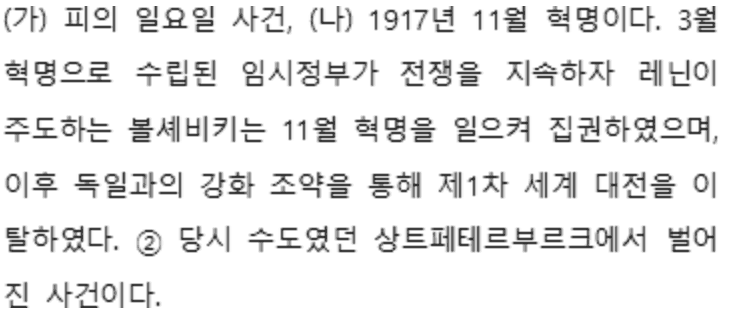 (가) 피의 일요일 사건, (나) 1917년 11월 혁명이다. 3월
혁명으로 수립된 임시정부가 전쟁을 지속하자 레닌이
주도하는 볼셰비키는 11월 혁명을 일으켜 집권하였으며,
이후 독일과의 강화 조약을 통해 제1차 세계 대전을 이
탈하였다. ② 당시 수도였던 상트페테르부르크에서 벌어
진 사건이다.